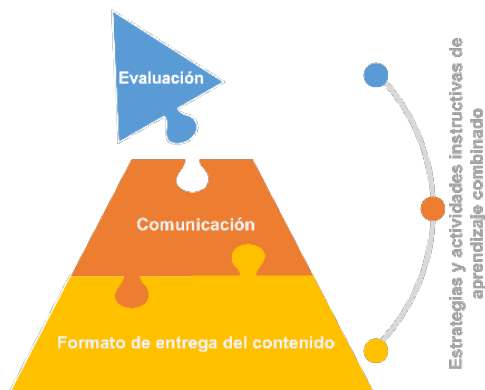 Evaluación
Comunicación
Formato de entrega del contenido
Estrategias y actividades instructivas de
aprendizaje combinado